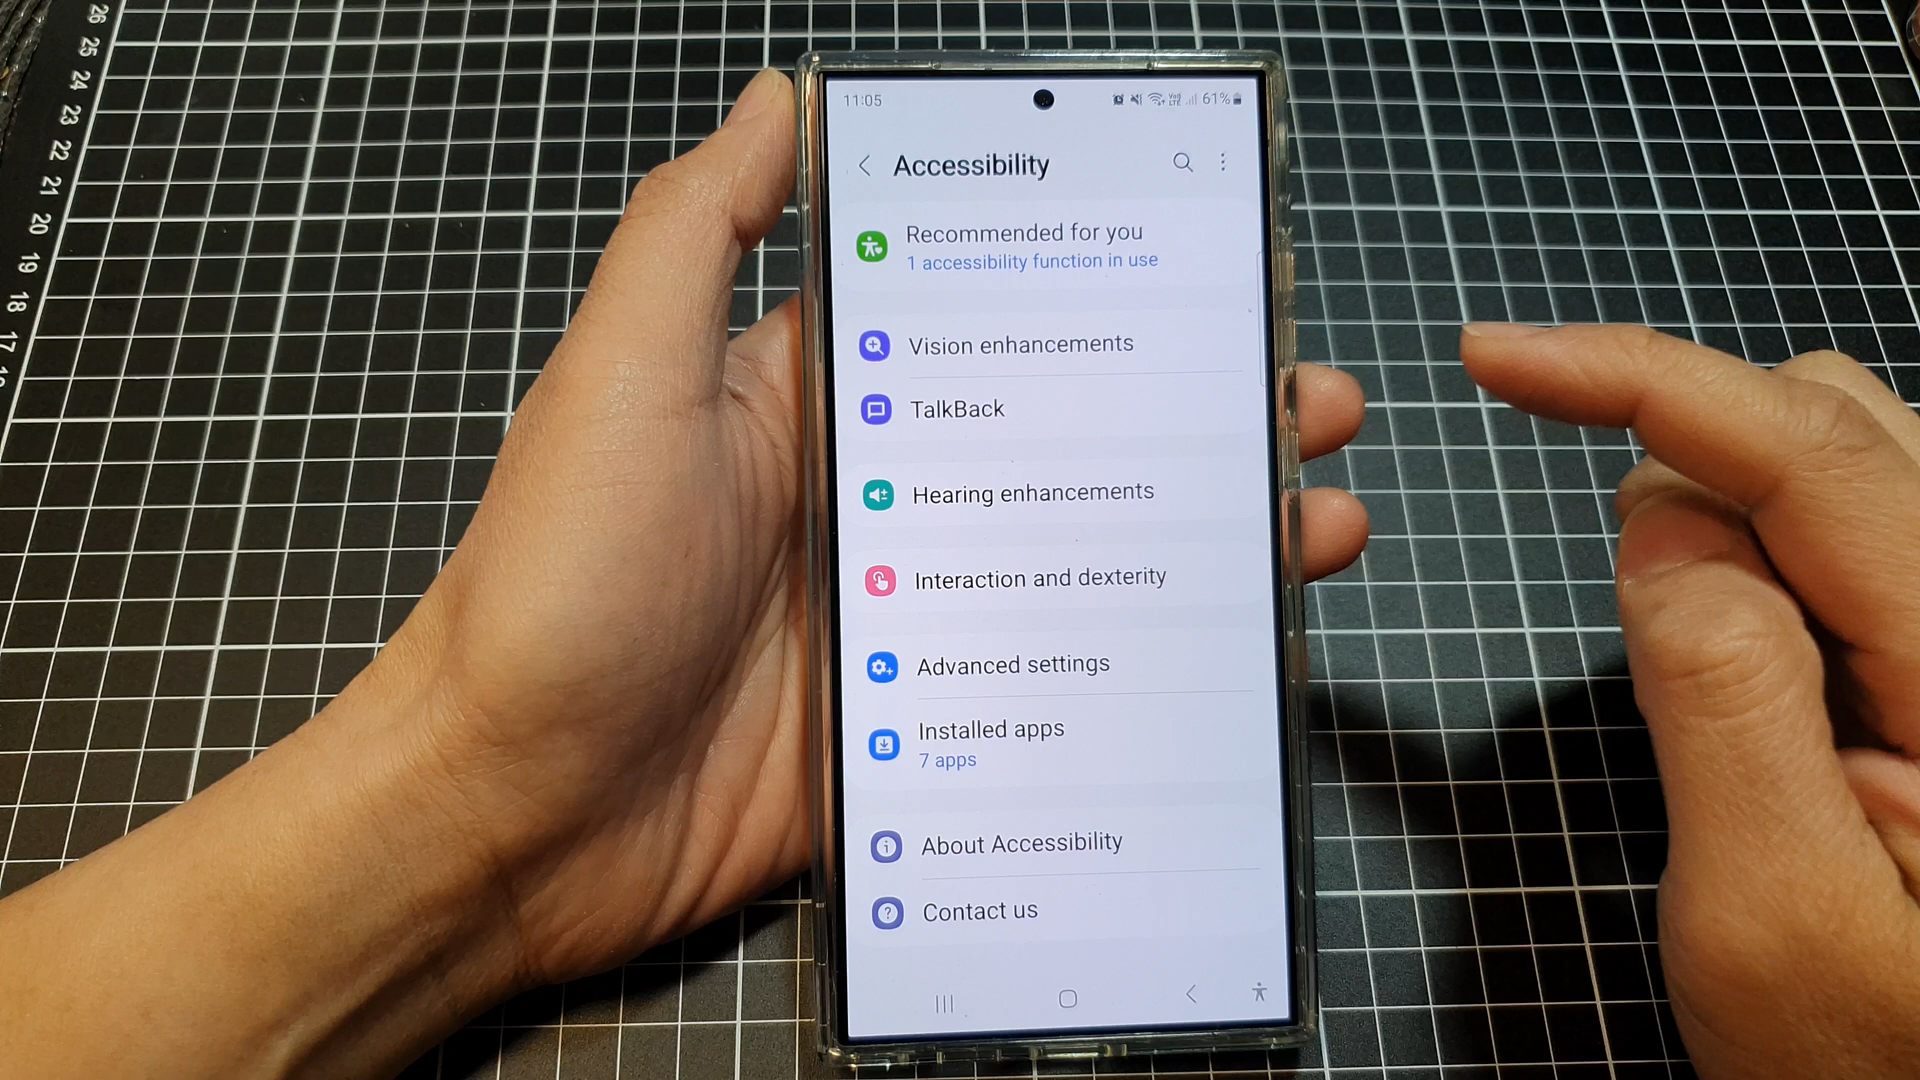 26
25
24
23
22
21
20
19
18
17
11:05
61%
Accessibility
Recommended for you
1 accessibility function in use
Vision enhancements
TalkBack
Hearing enhancements
Interaction and dexterity
Advanced settings
Installed apps
7 apps
About Accessibility
Contact us